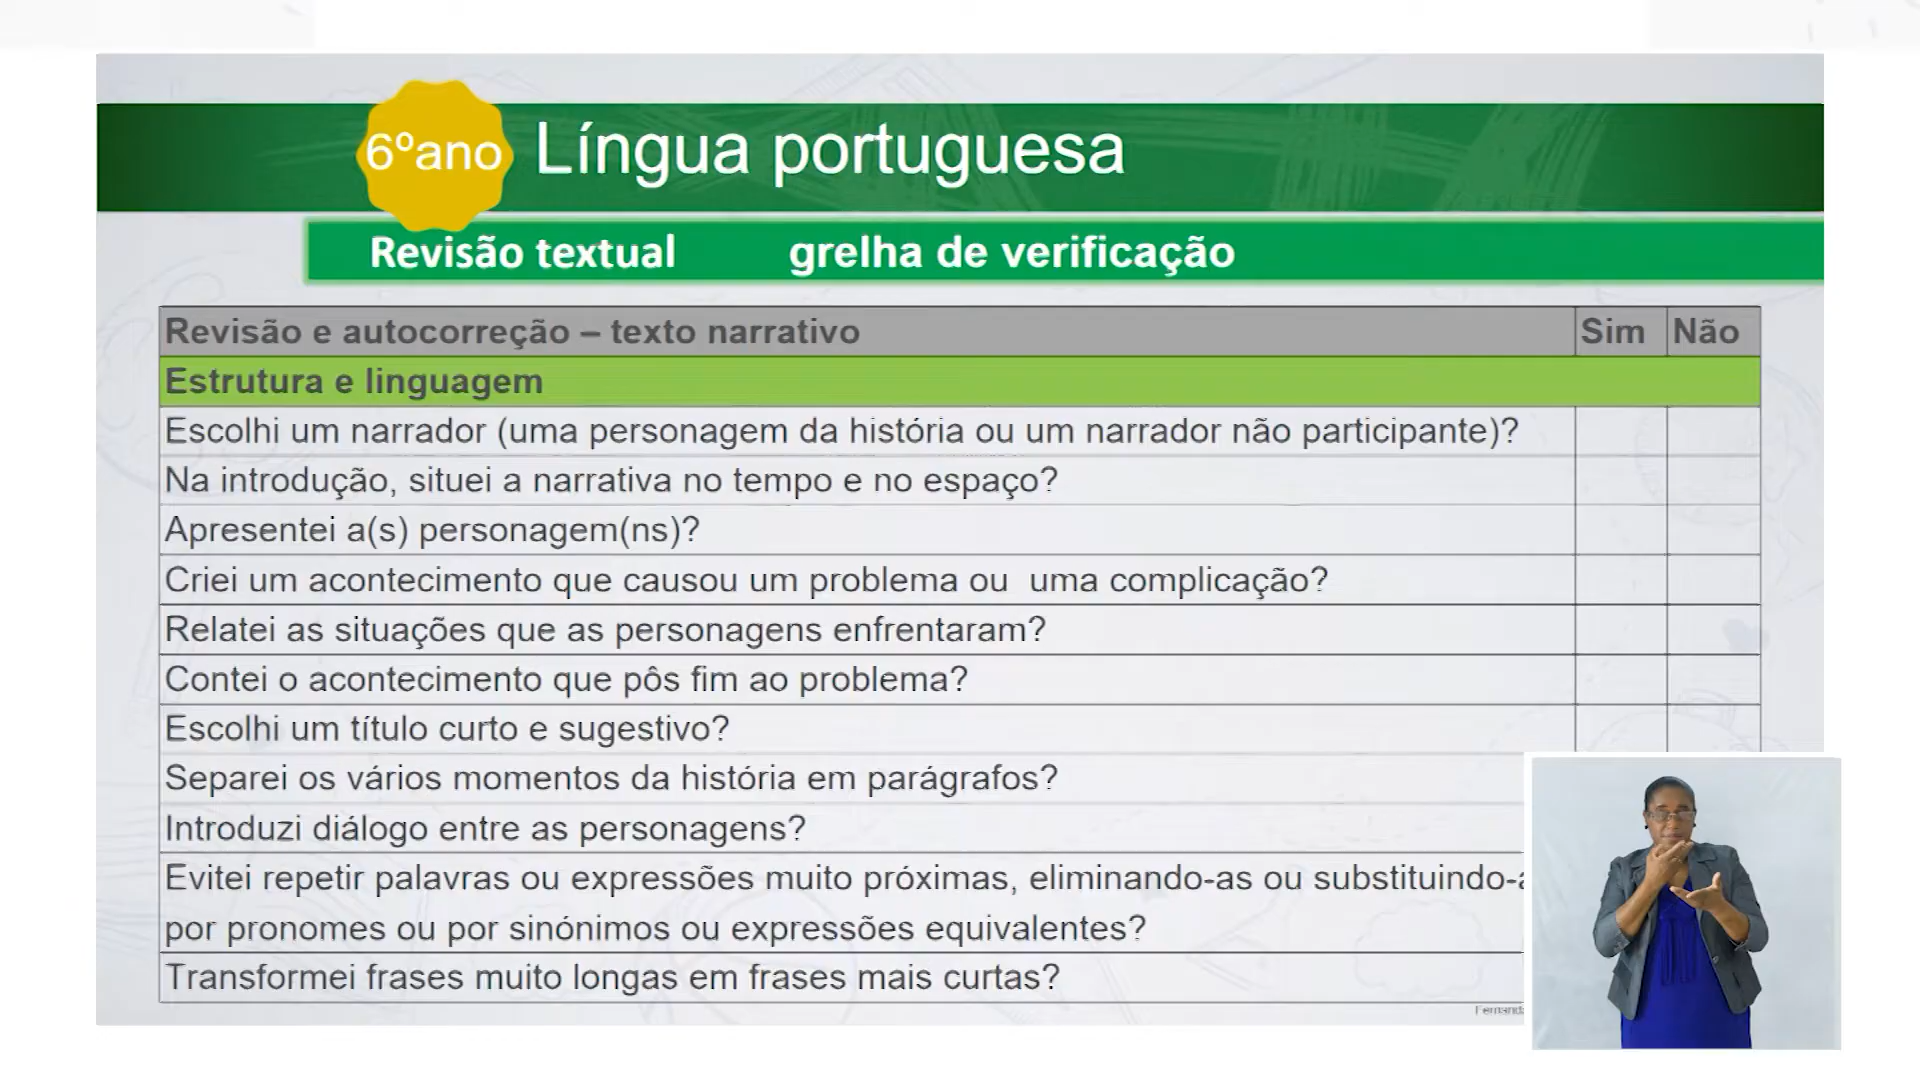 6ºano Língua portuguesa
Revisão textual grelha de verificação
Revisão e autocorreção – texto narrativo Sim Não
Estrutura e linguagem
Escolhi um narrador (uma personagem da história ou um narrador não participante)?
Na introdução, situei a narrativa no tempo e no espaço?
Apresentei a(s) personagem(ns)?
Criei um acontecimento que causou um problema ou uma complicação?
Relatei as situações que as personagens enfrentaram?
Contei o acontecimento que pôs fim ao problema?
Escolhi um título curto e sugestivo?
Separei os vários momentos da história em parágrafos?
Introduzi diálogo entre as personagens?
Evitei repetir palavras ou expressões muito próximas, eliminando-as ou
por pronomes ou por sinónimos ou expressões equivalentes?
Transformei frases muito longas em frases mais curtas?